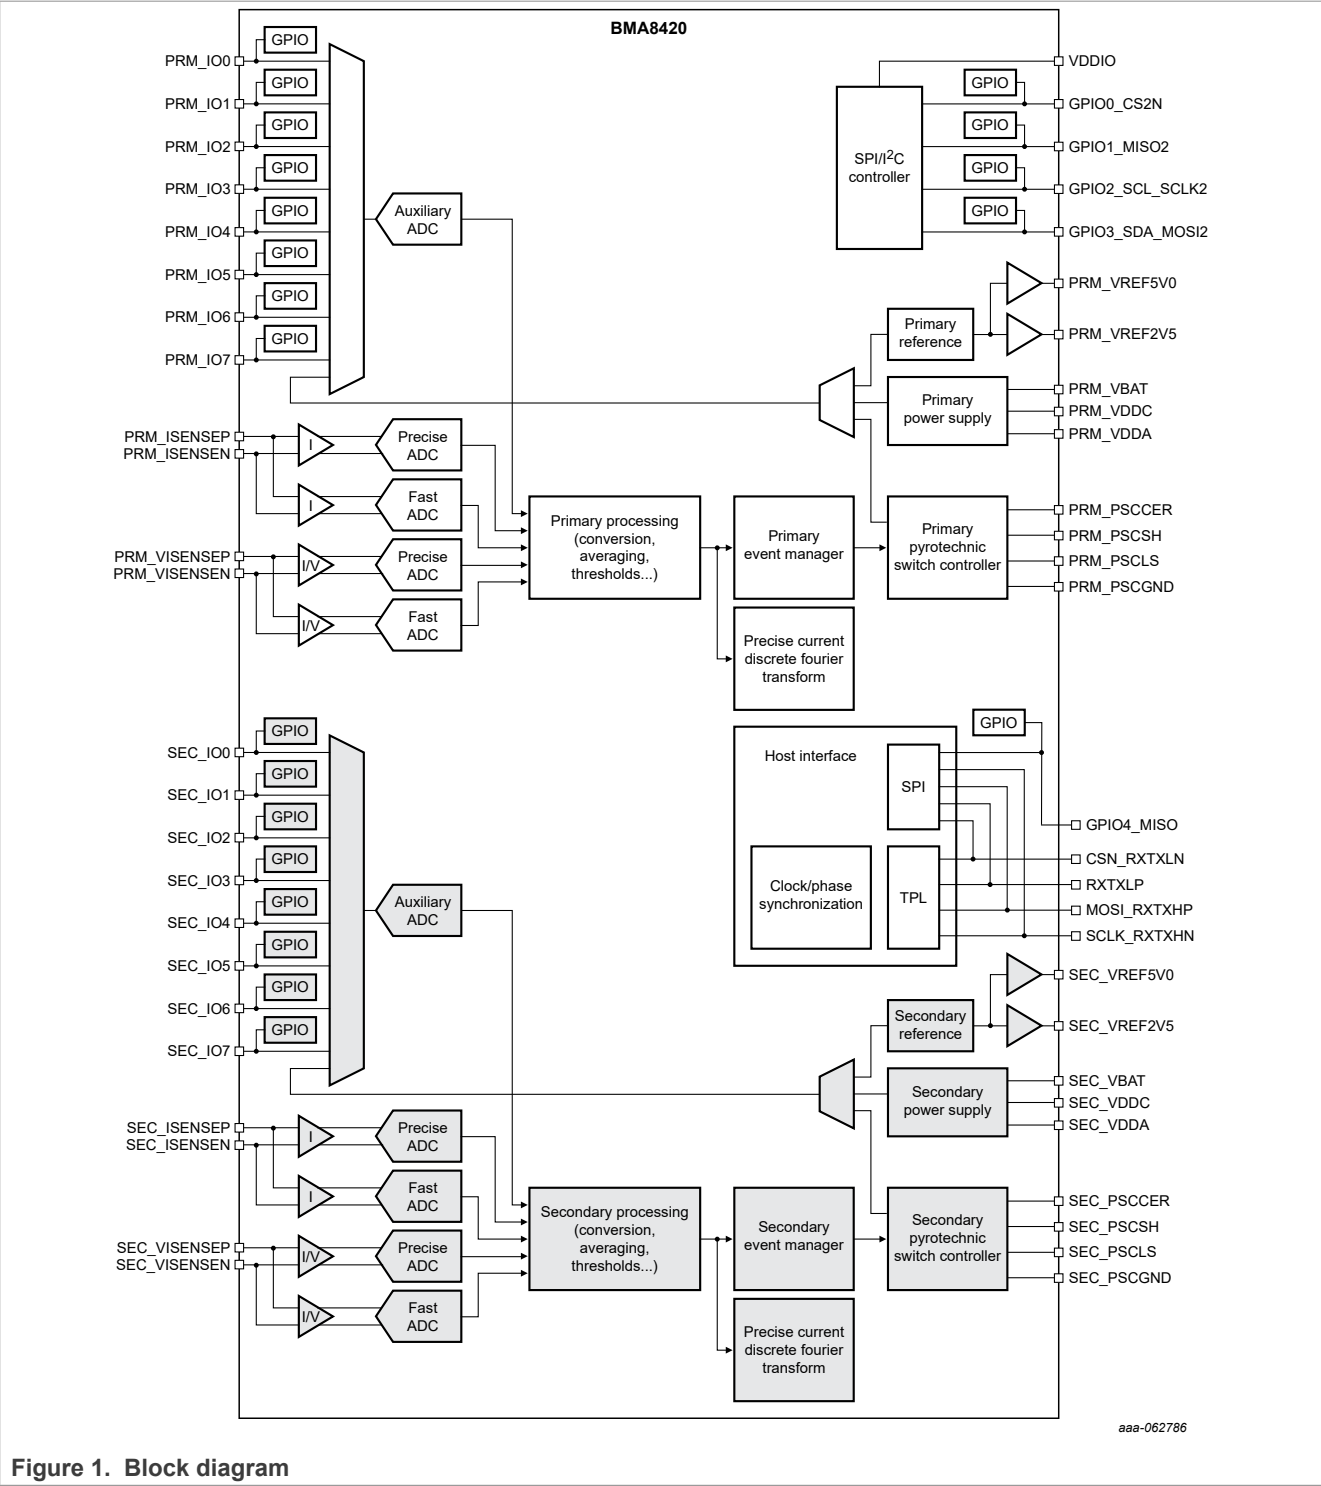 BMA8420
GPIO
PRM_IO0
GPIO
PRM_IO1
GPIO
PRM_IO2
GPIO
PRM_IO3
GPIO
PRM_IO4
GPIO
PRM_IO5
GPIO
PRM_IO6
GPIO
PRM_IO7
Auxiliary
ADC
VDDIO
SPI/I2C
controller
GPIO
GPIO0_CS2N
GPIO
GPIO1_MISO2
GPIO
GPIO2_SCL_SCLK2
GPIO
GPIO3_SDA_MOSI2
PRM_VREF5V0
Primary
reference
PRM_VREF2V5
Primary
power supply
PRM_VBAT
PRM_VDDC
PRM_VDDA
PRM_ISENSEP
PRM_ISENSEN
I
Precise
ADC
I
Fast
ADC
PRM_VISENSEP
PRM_VISENSEN
I/V
Precise
ADC
I/V
Fast
ADC
Primary processing
(conversion,
averaging,
thresholds...)
Primary
event manager
Primary
pyrotechnic
switch controller
PRM_PSCCER
PRM_PSCSH
PRM_PSCLS
PRM_PSCGND
Precise current
discrete fourier
transform
GPIO
SEC_IO0
GPIO
SEC_IO1
GPIO
SEC_IO2
GPIO
SEC_IO3
GPIO
SEC_IO4
GPIO
SEC_IO5
GPIO
SEC_IO6
GPIO
SEC_IO7
Auxiliary
ADC
GPIO
Host interface
SPI
Clock/phase
synchronization
TPL
GPIO4_MISO
CSN_RXTXLN
RXTXLP
MOSI_RXTXHP
SCLK_RXTXHN
SEC_VREF5V0
Secondary
reference
SEC_VREF2V5
Secondary
power supply
SEC_VBAT
SEC_VDDC
SEC_VDDA
SEC_ISENSEP
SEC_ISENSEN
I
Precise
ADC
I
Fast
ADC
SEC_VISENSEP
SEC_VISENSEN
I/V
Precise
ADC
I/V
Fast
ADC
Secondary processing
(conversion,
averaging,
thresholds...)
Secondary
event manager
Secondary
pyrotechnic
switch controller
SEC_PSCCER
SEC_PSCSH
SEC_PSCLS
SEC_PSCGND
Precise current
discrete fourier
transform
aaa-062786
Figure 1. Block diagram